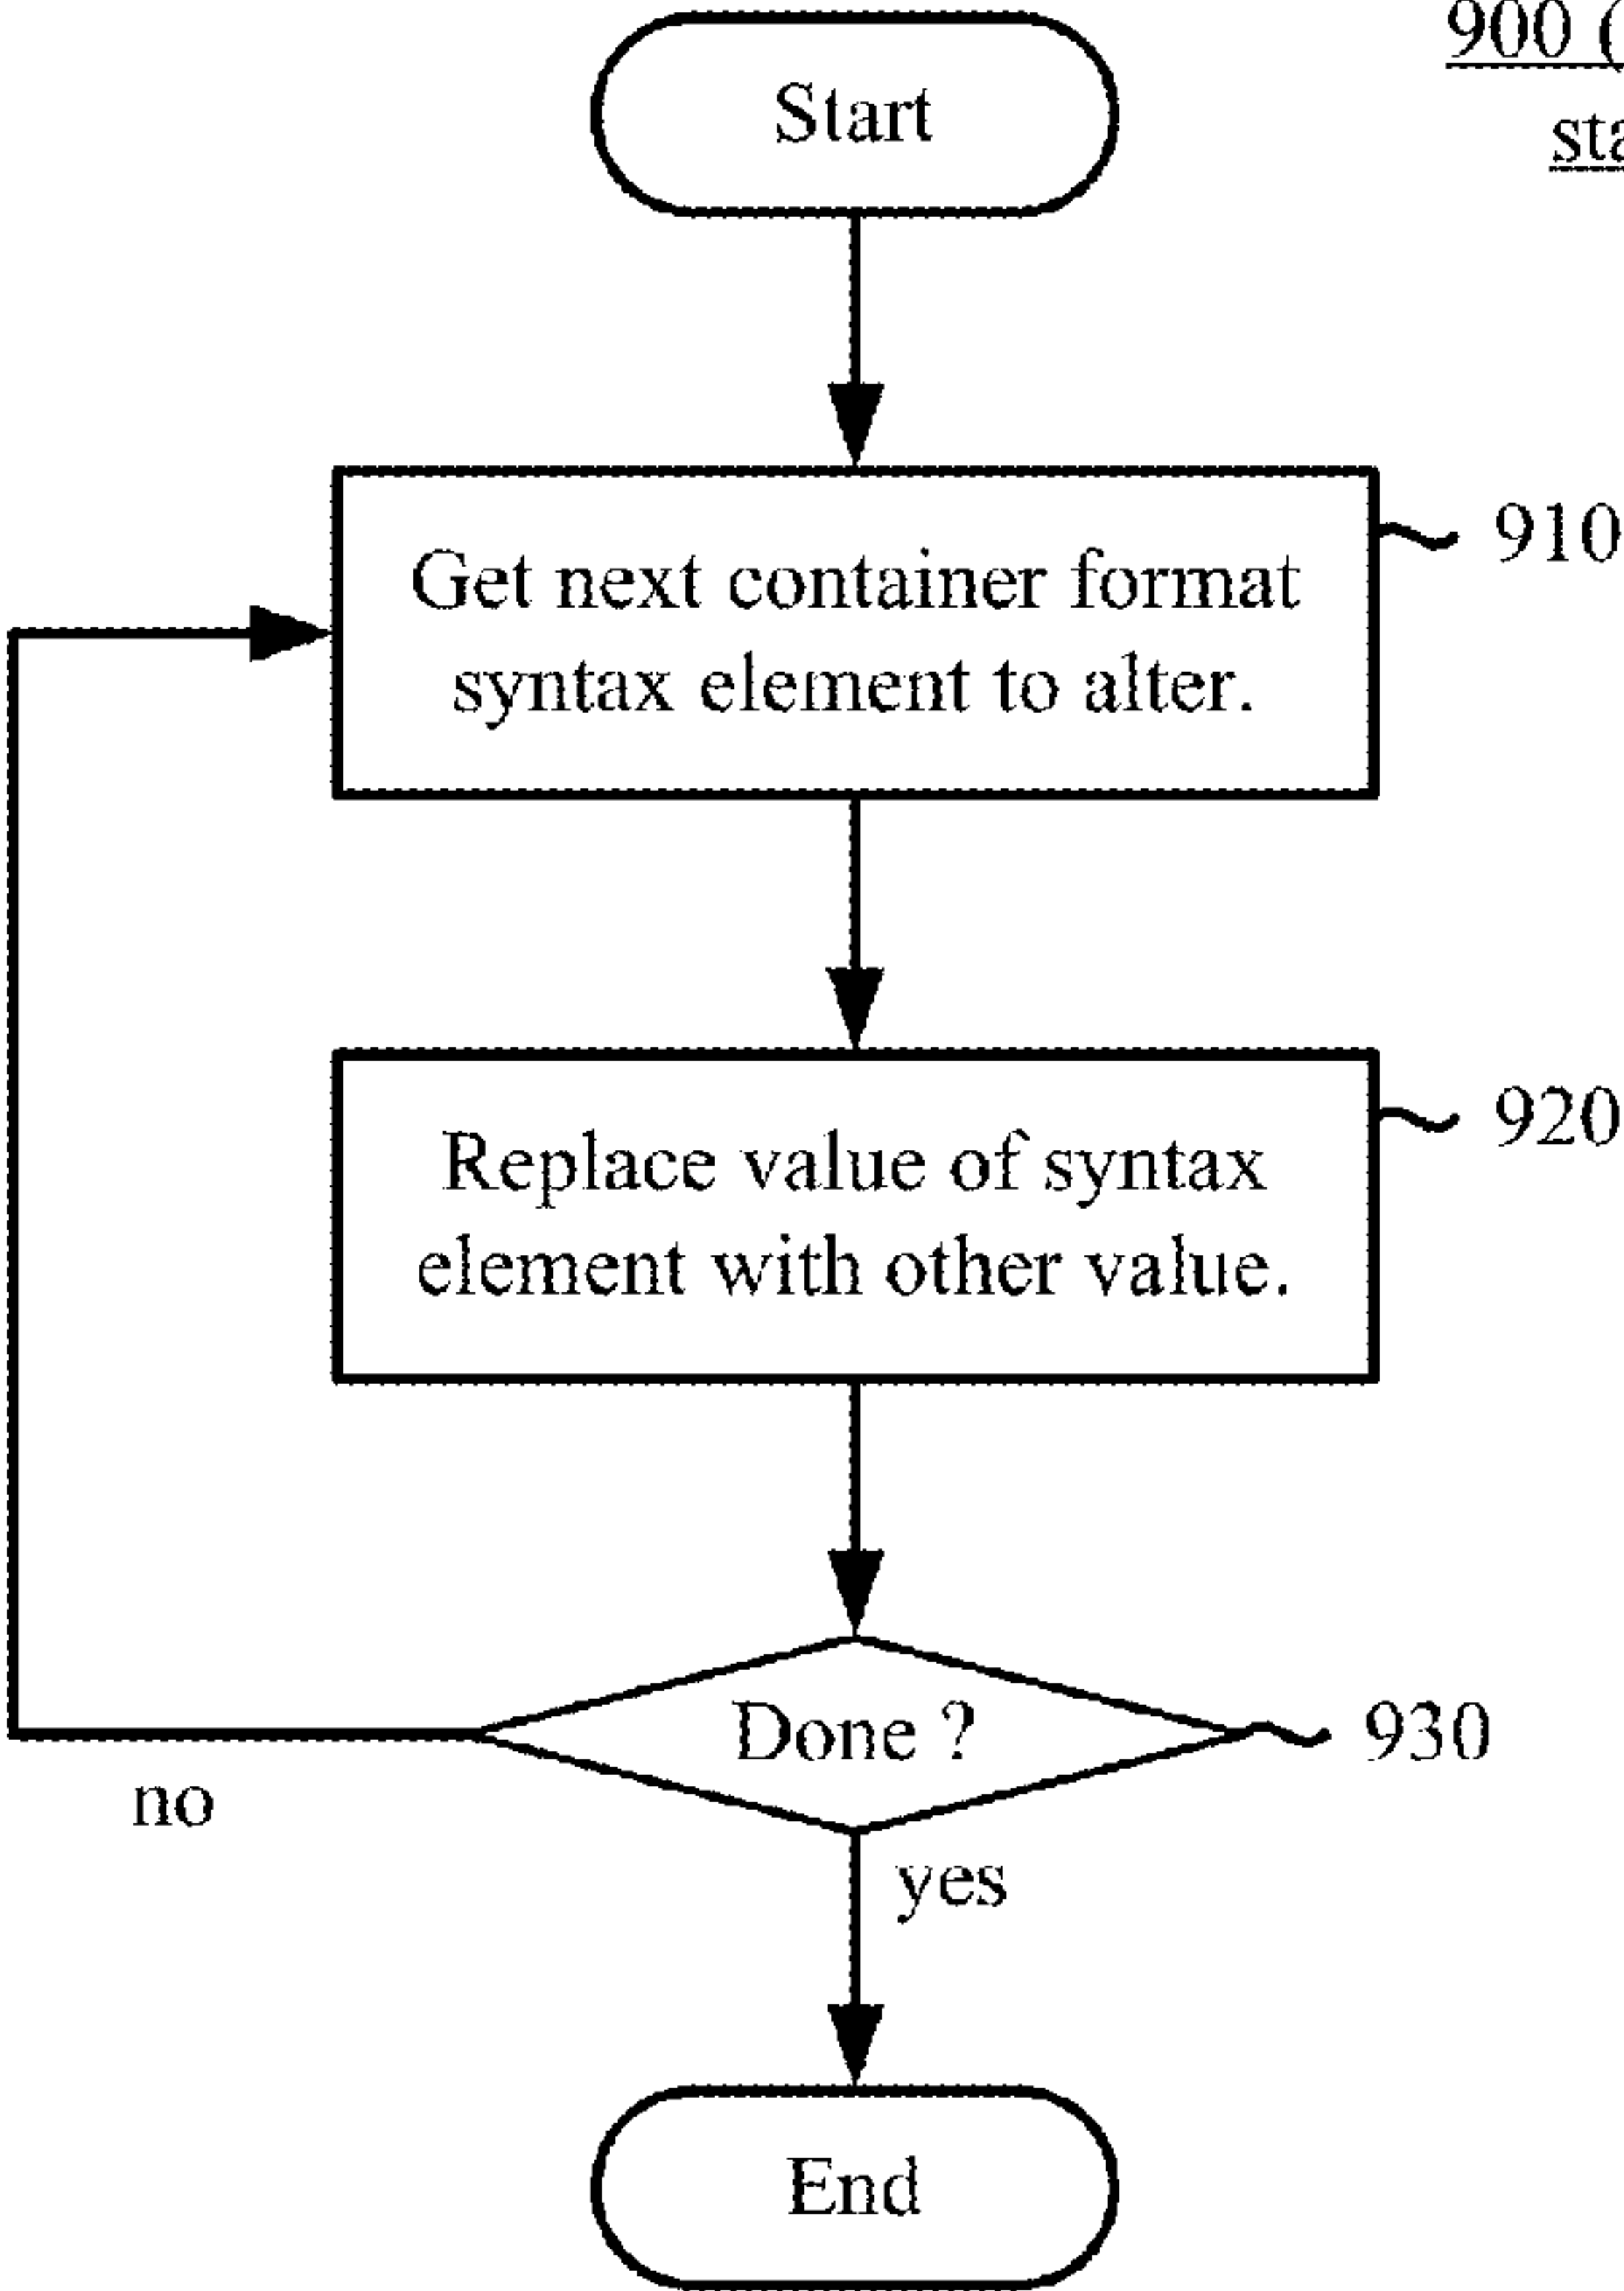 Start
900 (
Get next container format
syntax element to alter.
910
Replace value of syntax
element with other value.
920
Done ?
930
no
yes
End